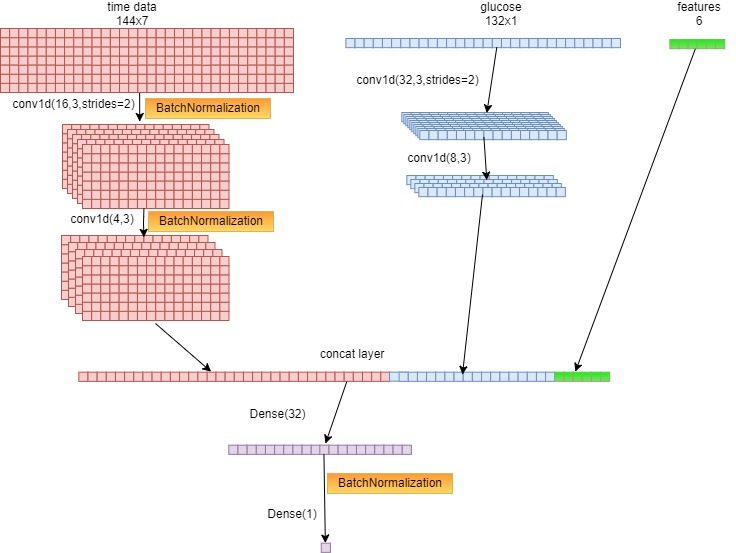 time data
144x7
glucose
132x1
features
6
conv1d(16,3,strides=2)
BatchNormalization
conv1d(32,3,strides=2)
conv1d(8,3)
conv1d(4,3)
BatchNormalization
concat layer
Dense(32)
BatchNormalization
Dense(1)